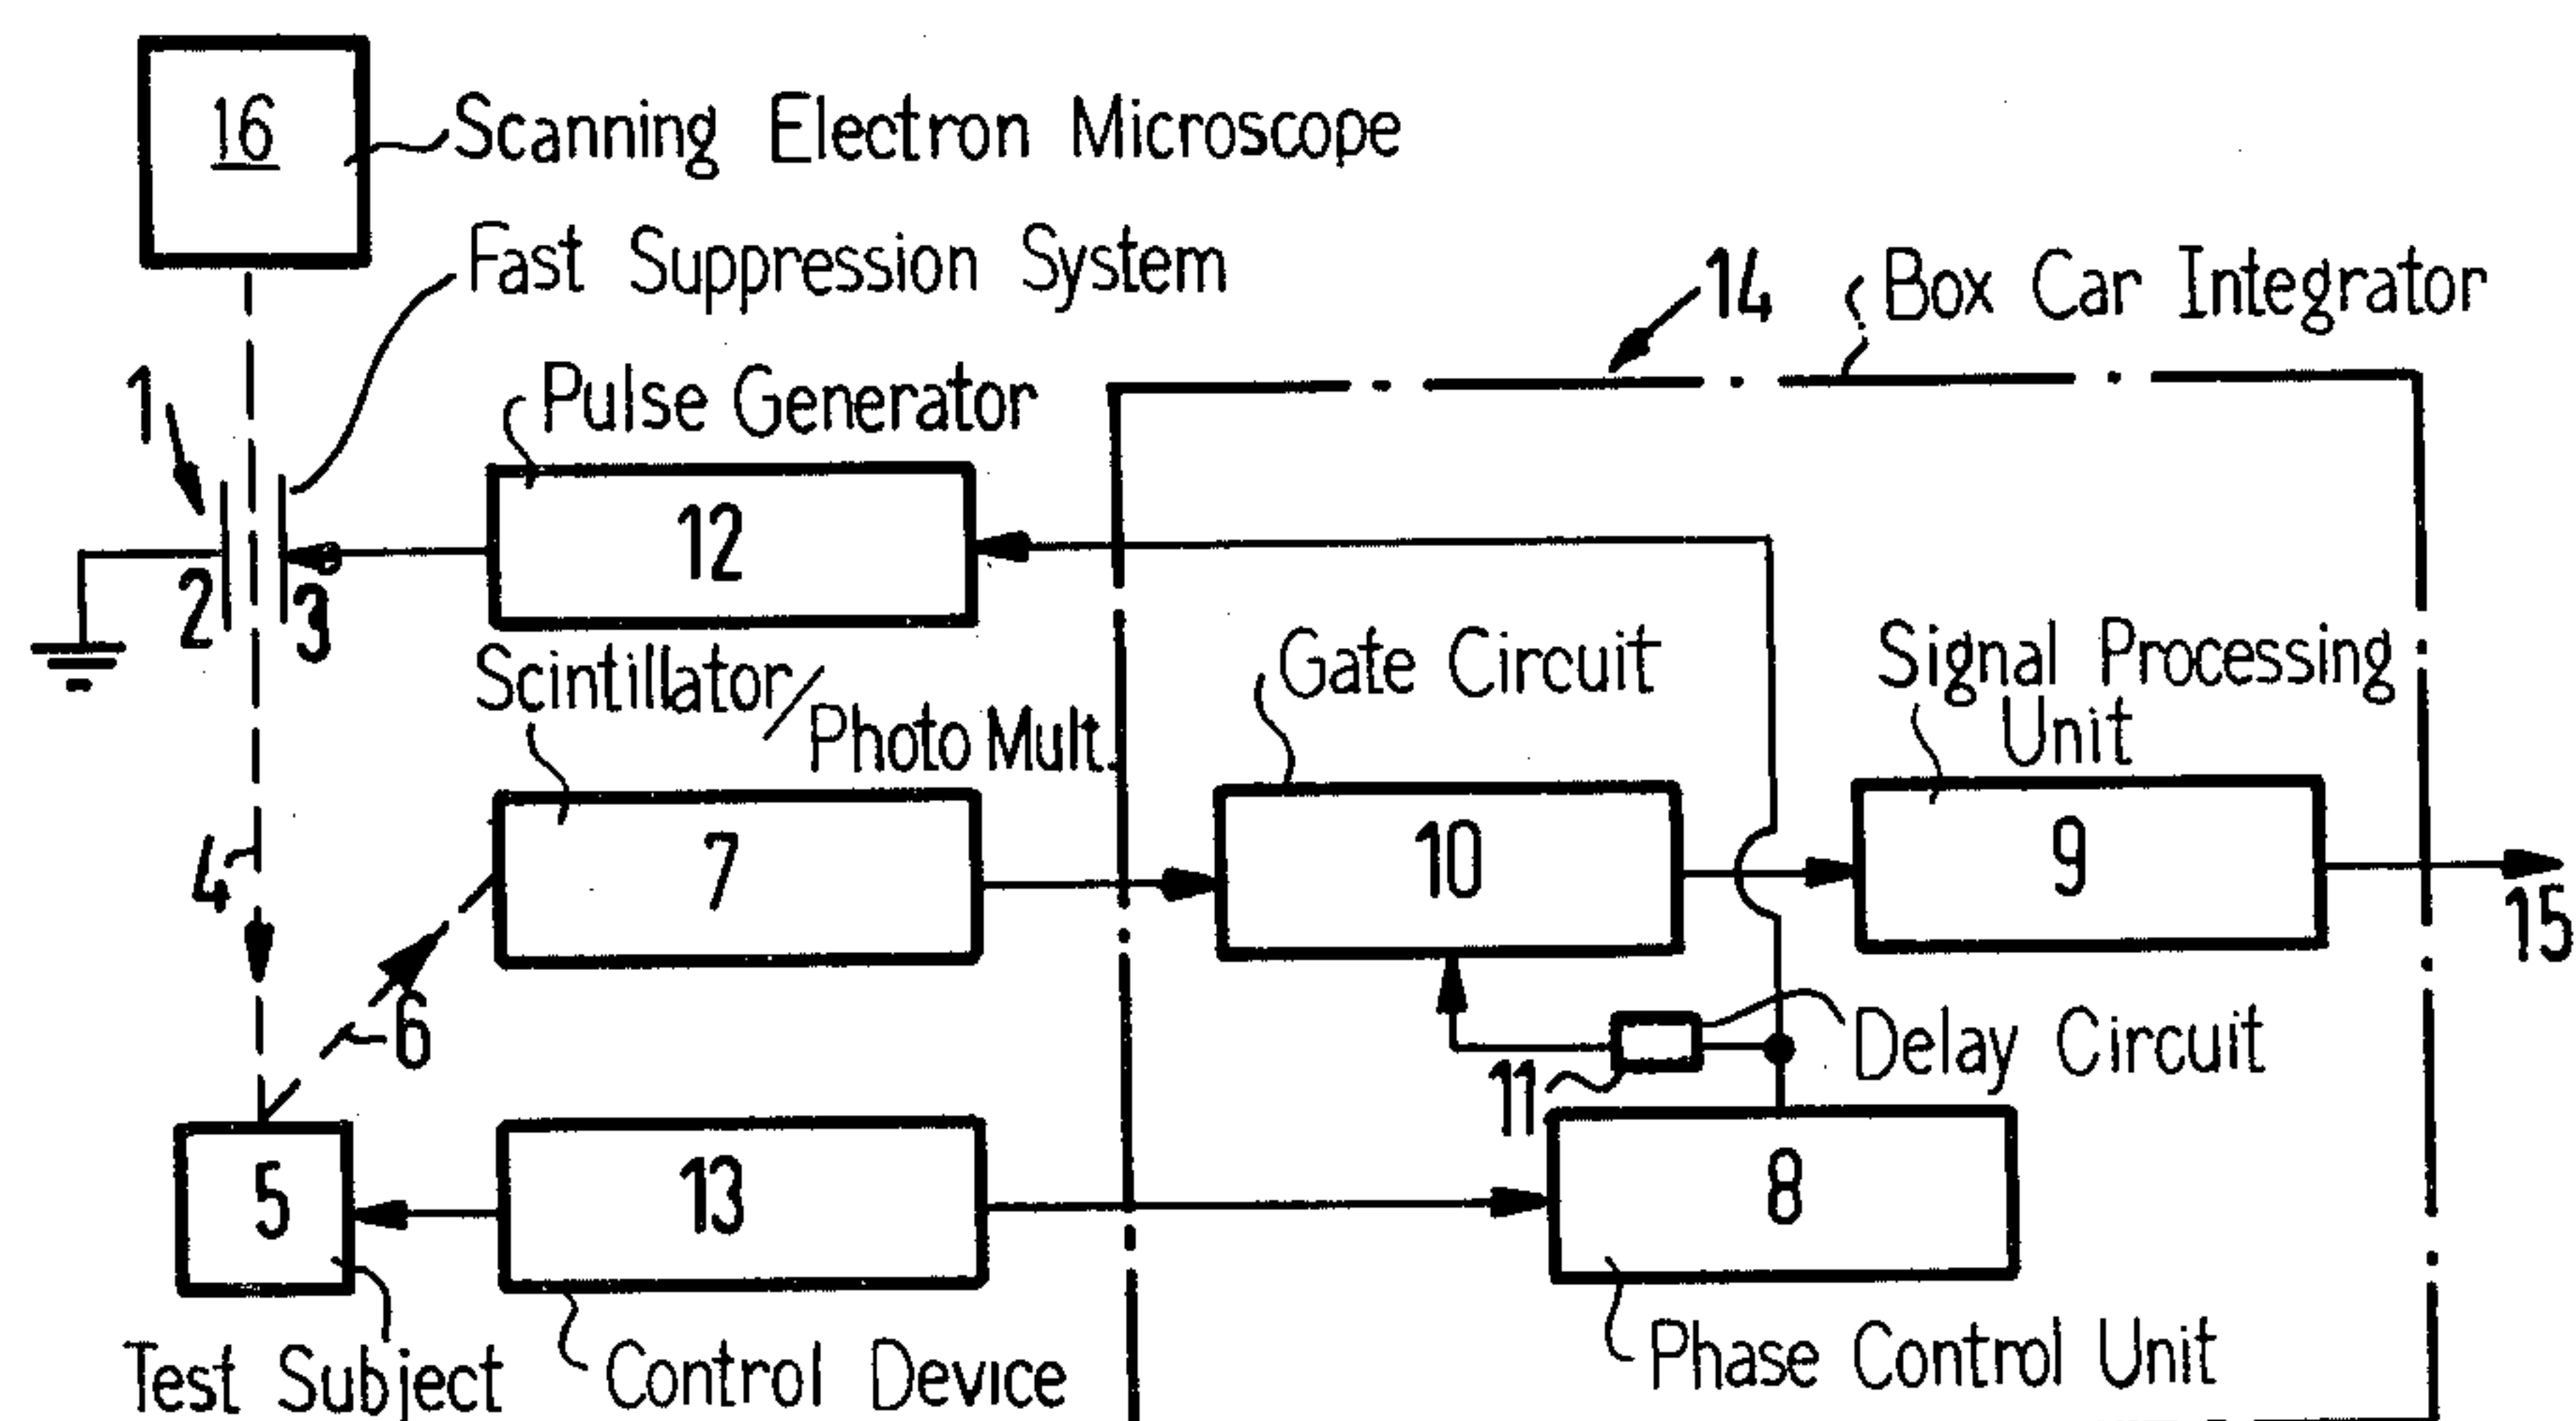 16
Scanning Electron Microscope
Fast Suppression System
14
Box Car Integrator
1
Pulse Generator
12
2
3
Scintillator/
Photo Mult.
Gate Circuit
Signal Processing
Unit
7
10
9
4
15
6
11
Delay Circuit
5
13
8
Test Subject
Control Device
Phase Control Unit